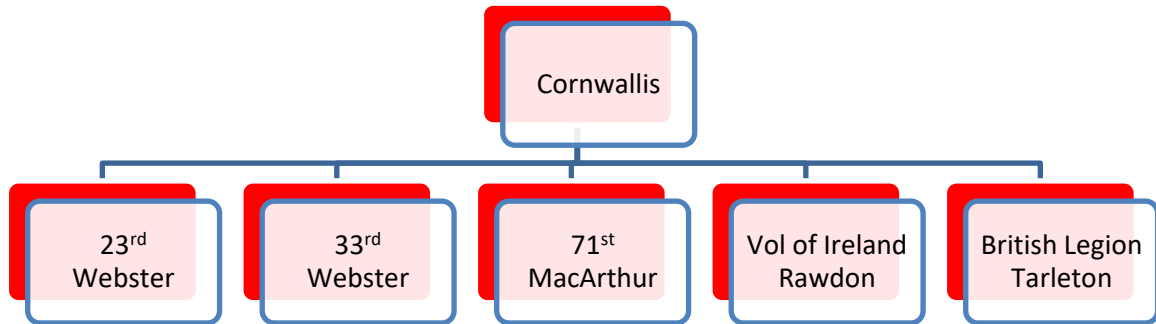 Cornwallis
23rd
Webster
33rd
Webster
71st
MacArthur
Vol of Ireland
Rawdon
British Legion
Tarleton